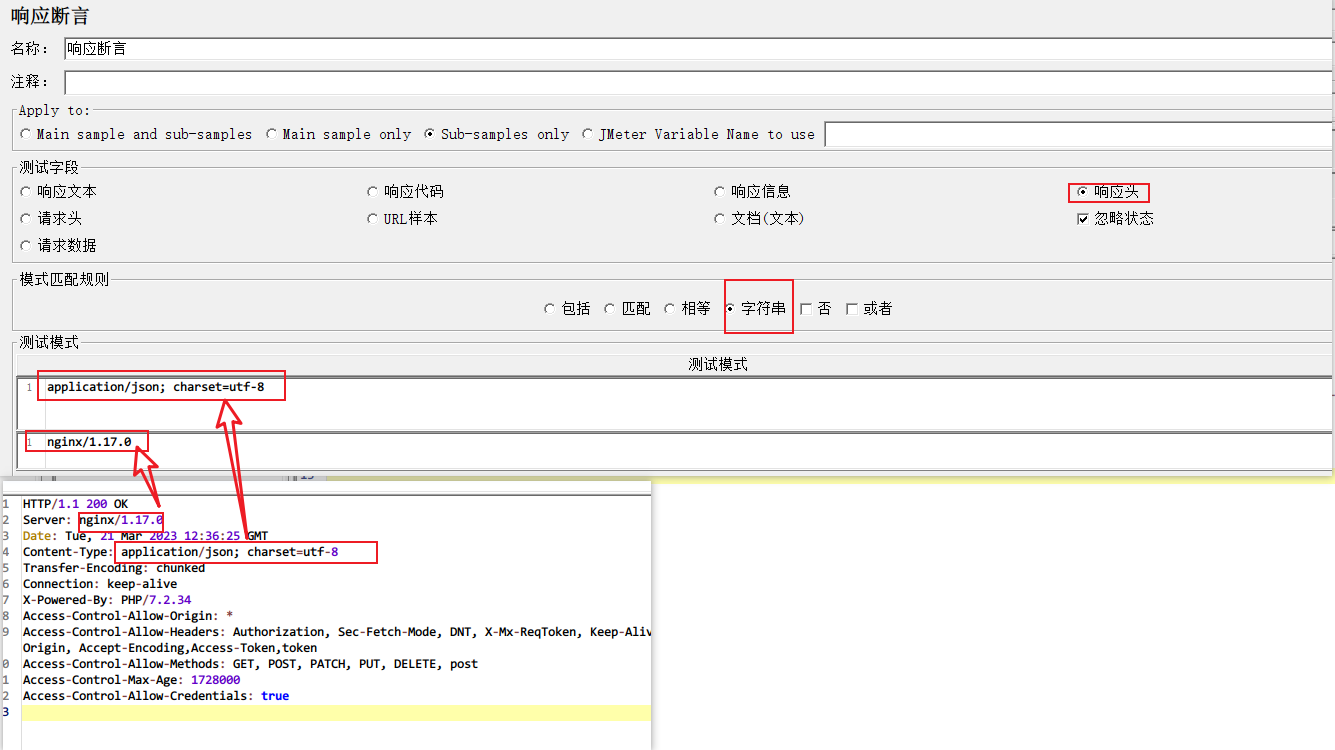 响应断言
名称： 响应断言
注释：
Apply to:
Main sample and sub-samples Main sample only Sub-samples only JMeter Variable Name to use
测试字段
响应文本 响应代码 响应信息 响应头
请求头 URL样本 文档(文本) 忽略状态
请求数据
模式匹配规则
包括 匹配 相等 字符串 否 或者
测试模式
测试模式
1 application/json; charset=utf-8
1 nginx/1.17.0
1 HTTP/1.1 200 OK
2 Server: nginx/1.17.0
3 Date: Tue, 21 Mar 2023 12:36:25 GMT
4 Content-Type: application/json; charset=utf-8
5 Transfer-Encoding: chunked
6 Connection: keep-alive
7 X-Powered-By: PHP/7.2.34
8 Access-Control-Allow-Origin: *
9 Access-Control-Allow-Headers: Authorization, Sec-Fetch-Mode, DNT, X-Mx-ReqToken, Keep-Aliv
Origin, Accept-Encoding,Access-Token,token
0 Access-Control-Allow-Methods: GET, POST, PATCH, PUT, DELETE, post
1 Access-Control-Max-Age: 1728000
2 Access-Control-Allow-Credentials: true
3